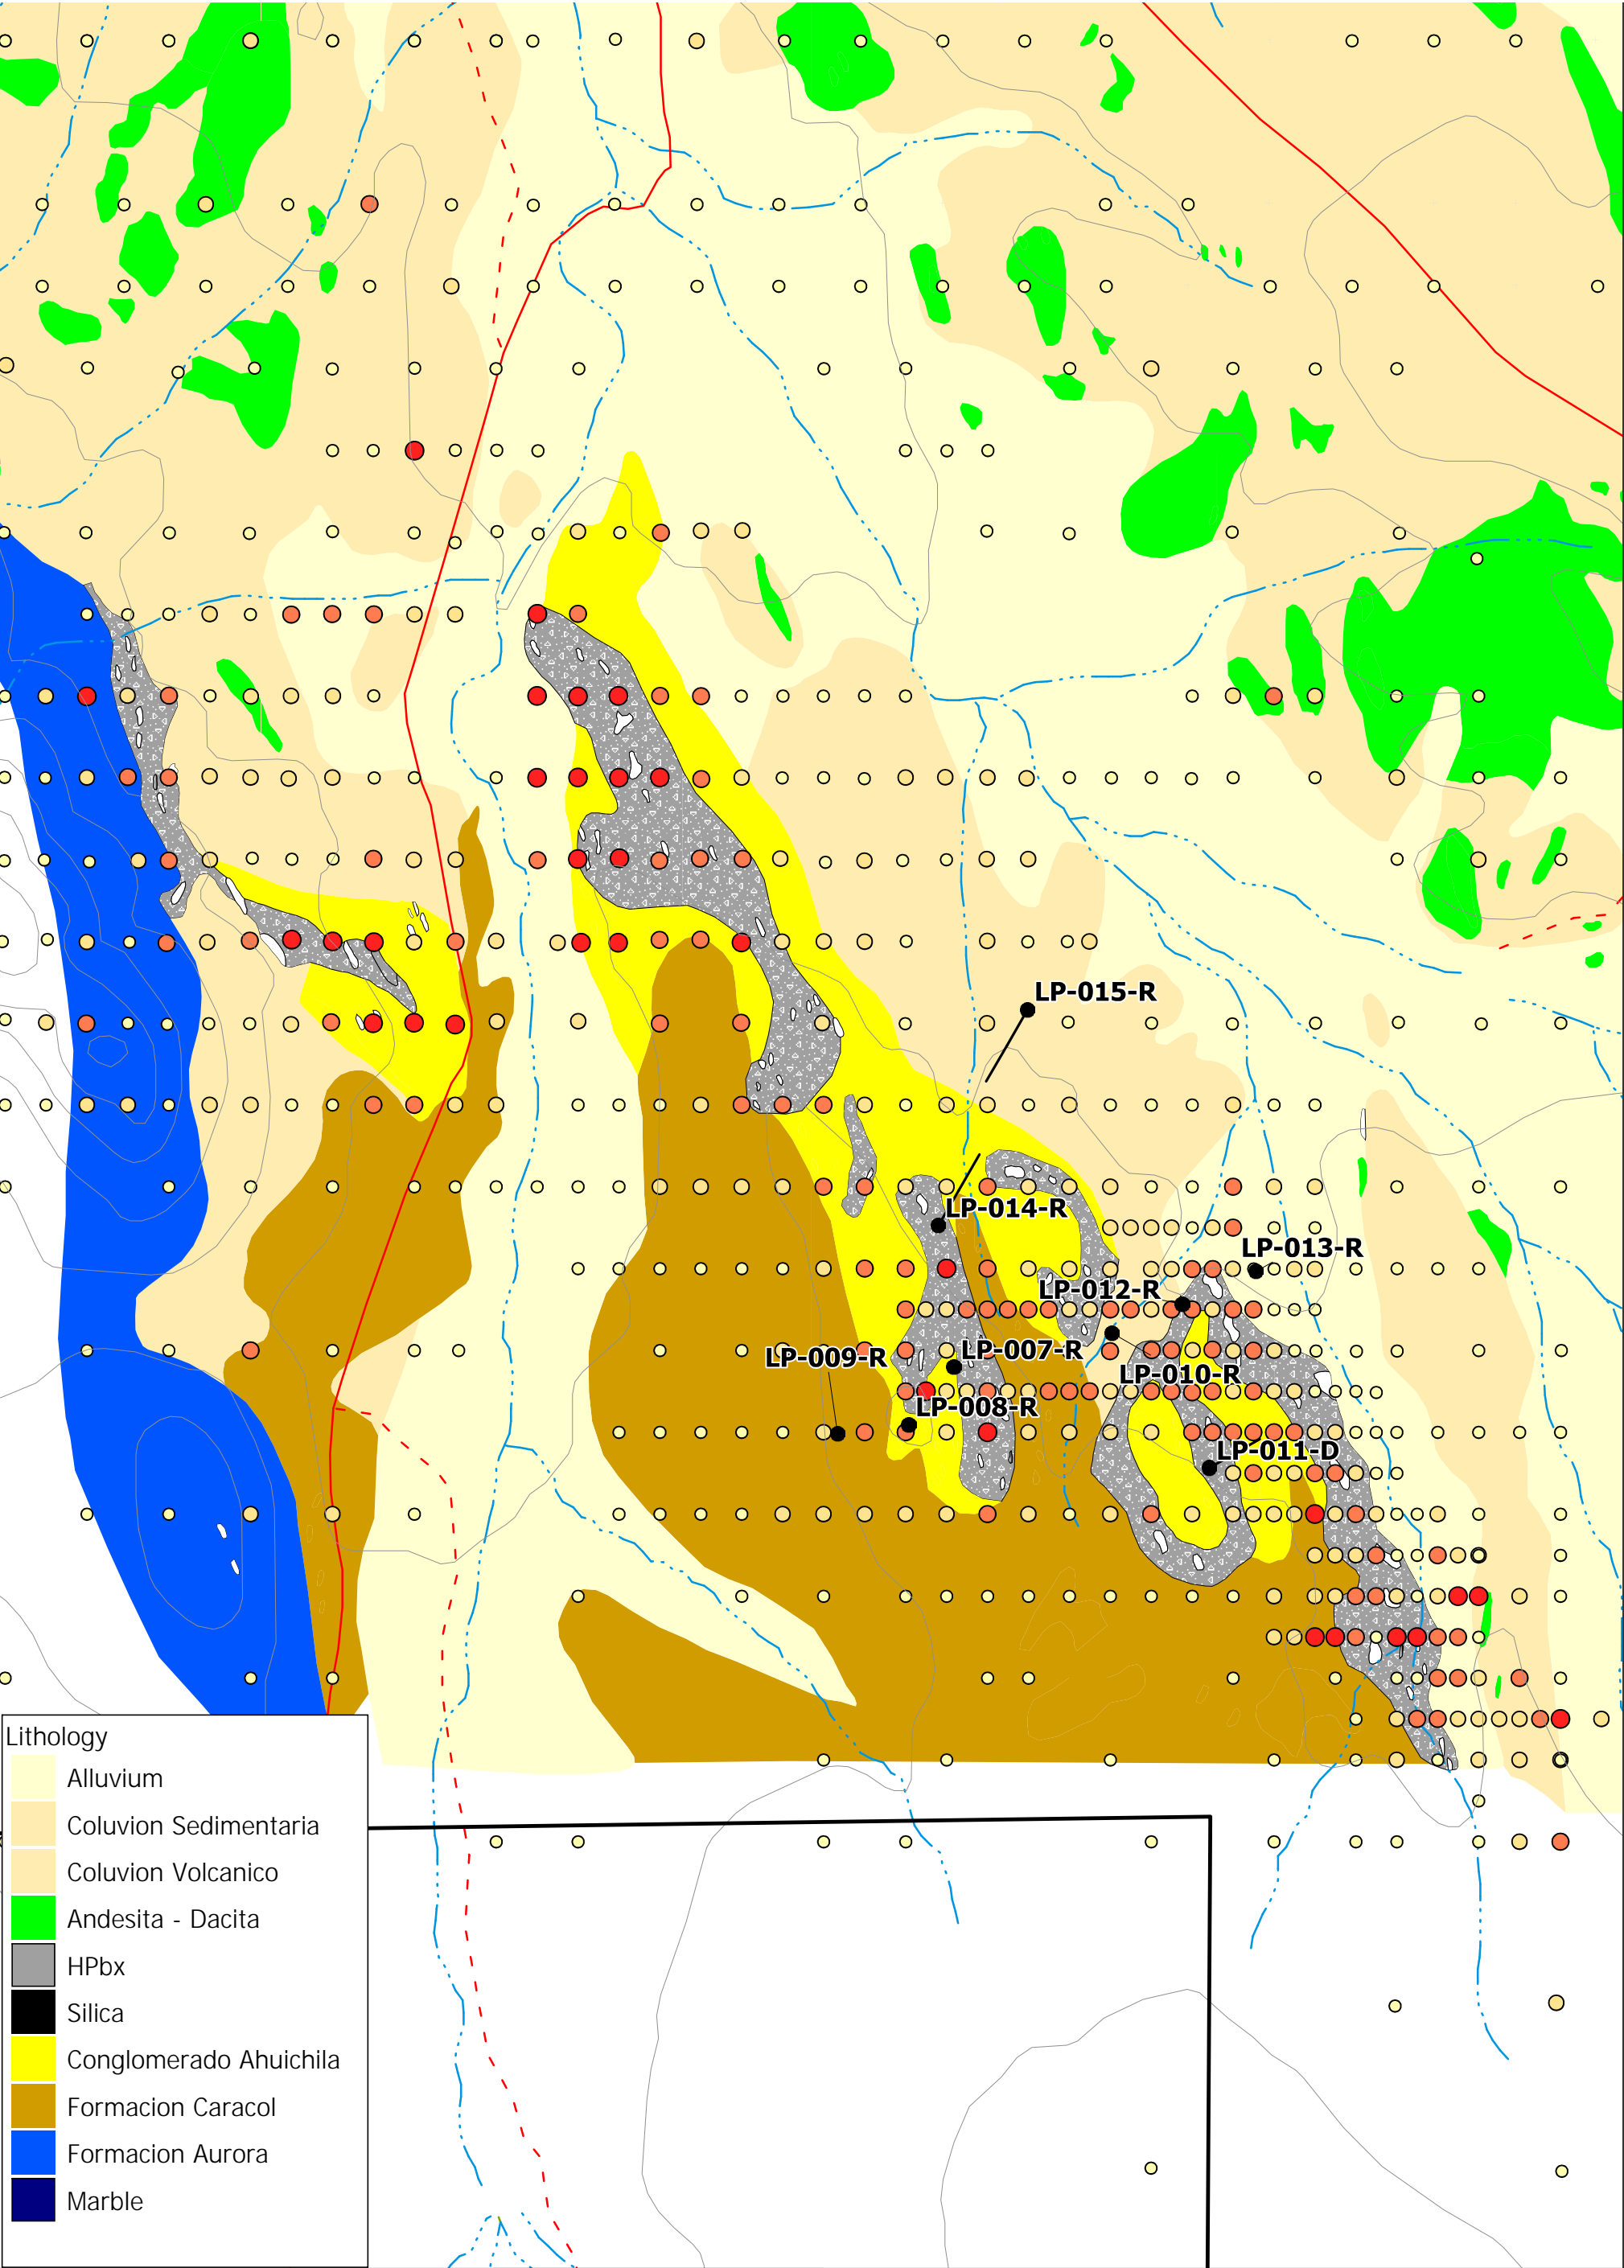 LP-015-R
LP-014-R
LP-013-R
LP-012-R
LP-009-R
LP-007-R
LP-010-R
LP-008-R
LP-011-D
Lithology
Alluvium
Coluvion Sedimentaria
Coluvion Volcanico
Andesita - Dacita
HPbx
Silica
Conglomerado Ahuichila
Formacion Caracol
Formacion Aurora
Marble